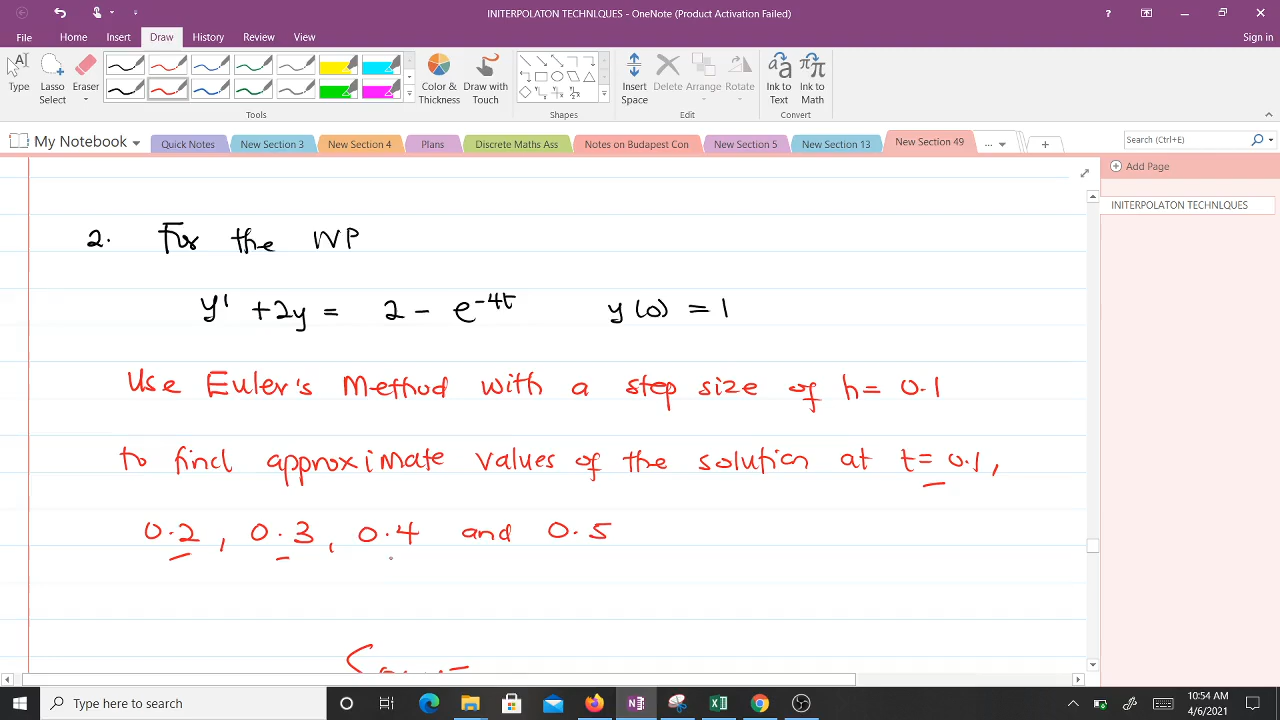 INITERPOLATON TECHNLQUES - OneNote (Product Activation Failed)
File Home Insert Draw History Review View Sign in
Type Lasso Select Eraser Color & Thickness Draw with Touch Insert Space Delete Arrange Rotate Ink to Text Ink to Math
Tools Shapes Edit Convert
My Notebook Quick Notes New Section 3 New Section 4 Plans Discrete Maths Ass Notes on Budapest Con New Section 5 New Section 13 New Section 49 ... Search (Ctrl+E)
Add Page
INITERPOLATON TECHNLQUES
2. For the IVP
y' + 2y = 2 - e^{-4t} y(0) = 1
Use Euler's Method with a step size of h = 0.1
to find approximate values of the solution at t = 0.1,
0.2, 0.3, 0.4 and 0.5
Type here to search
10:54 AM
4/6/2021